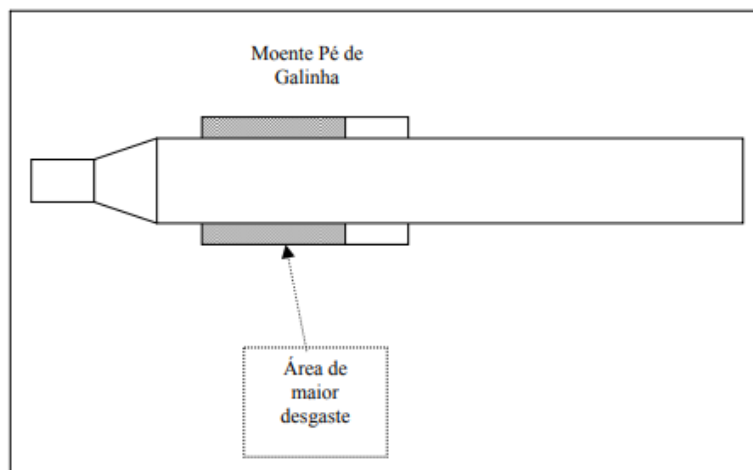 Moente Pé de
Galinha
Área de
maior
desgaste